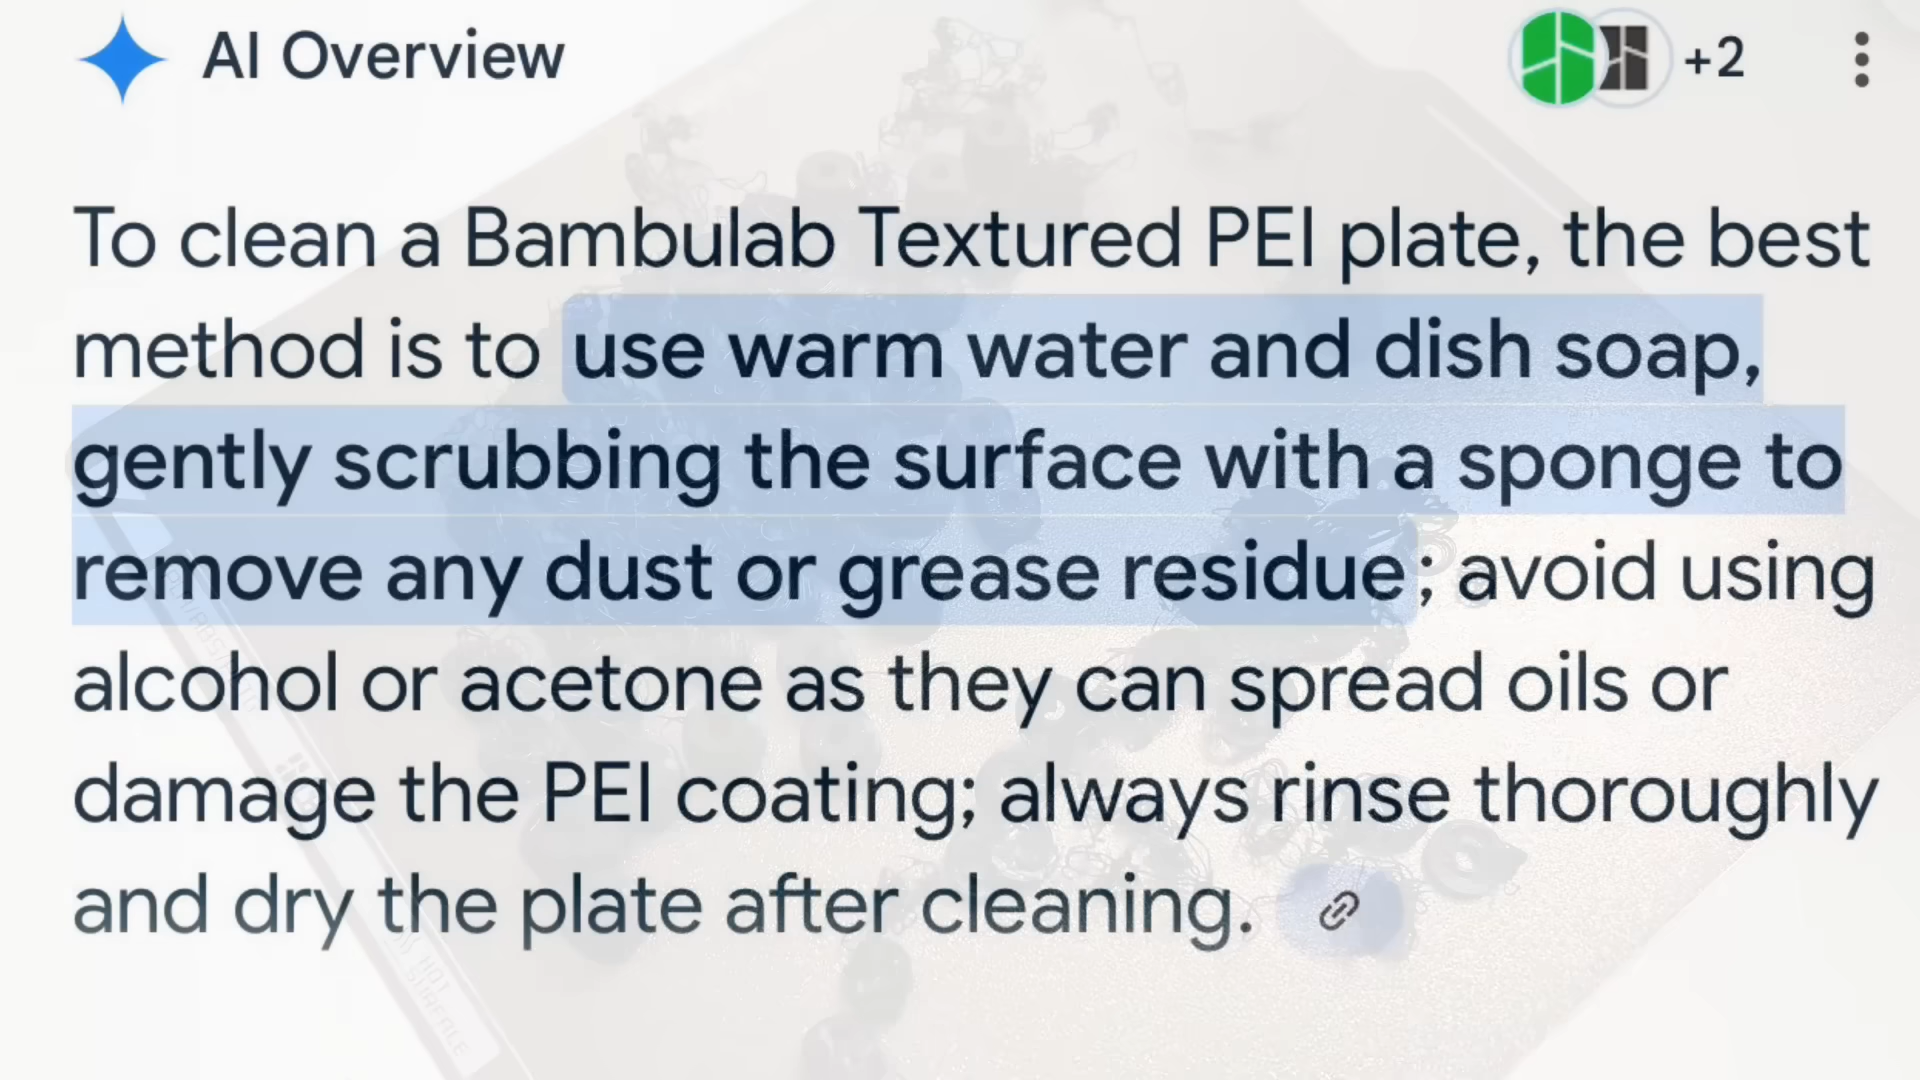 AI Overview
+2
To clean a Bambulab Textured PEI plate, the best
method is to use warm water and dish soap,
gently scrubbing the surface with a sponge to
remove any dust or grease residue; avoid using
alcohol or acetone as they can spread oils or
damage the PEI coating; always rinse thoroughly
and dry the plate after cleaning.
HOT
SURFACE